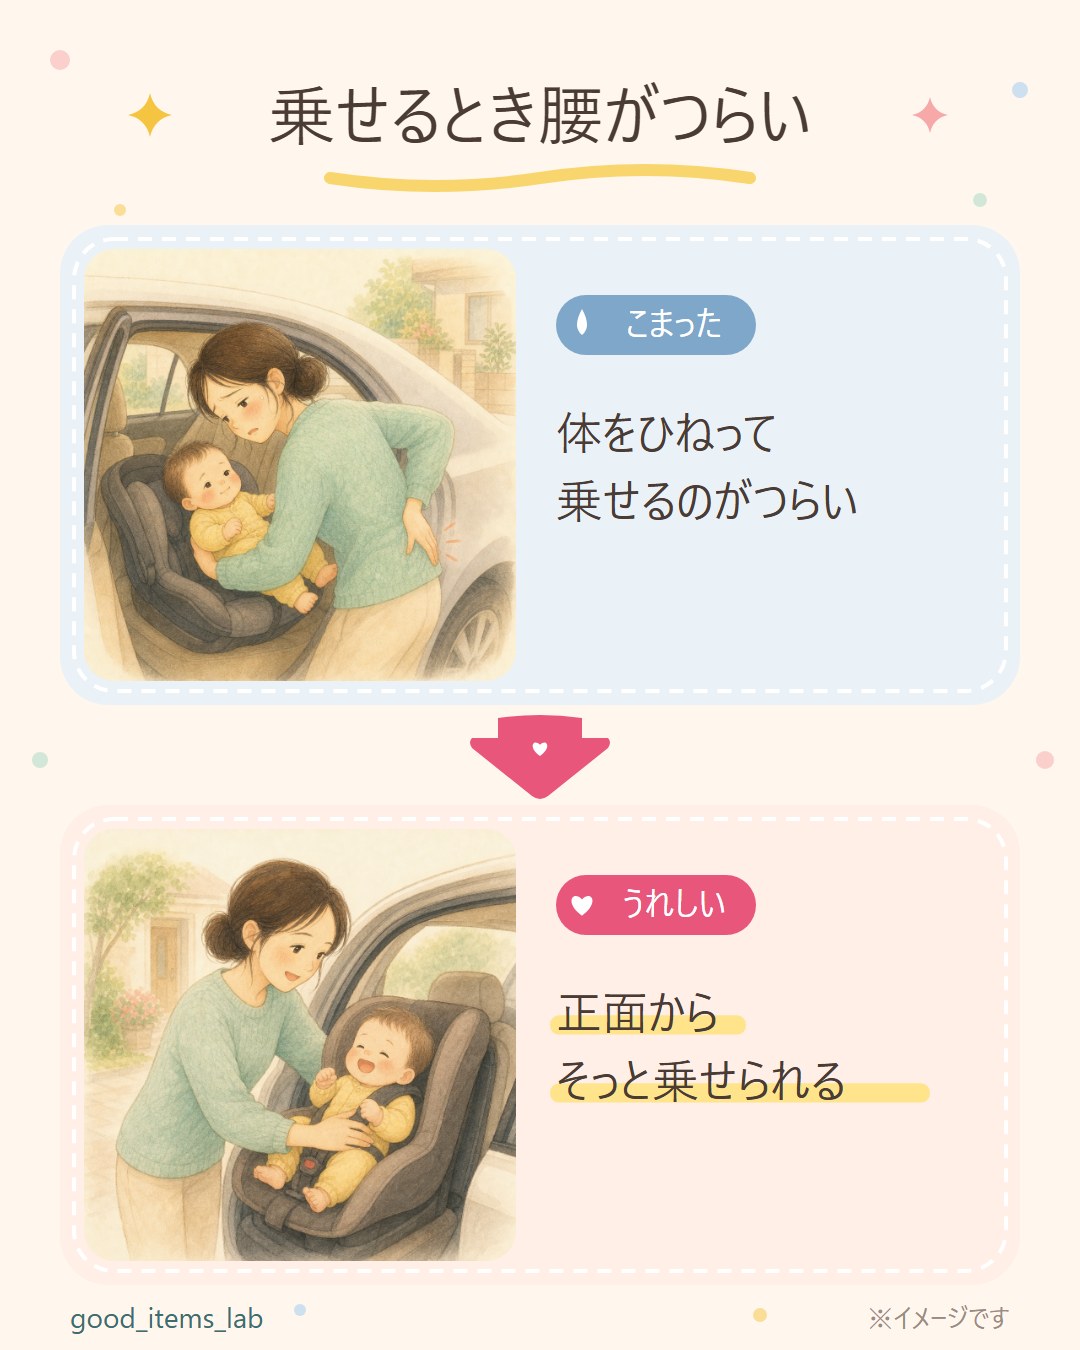 乗せるとき腰がつらい
こまった
体をひねって
乗せるのがつらい
うれしい
正面から
そっと乗せられる
good_items_lab
※イメージです